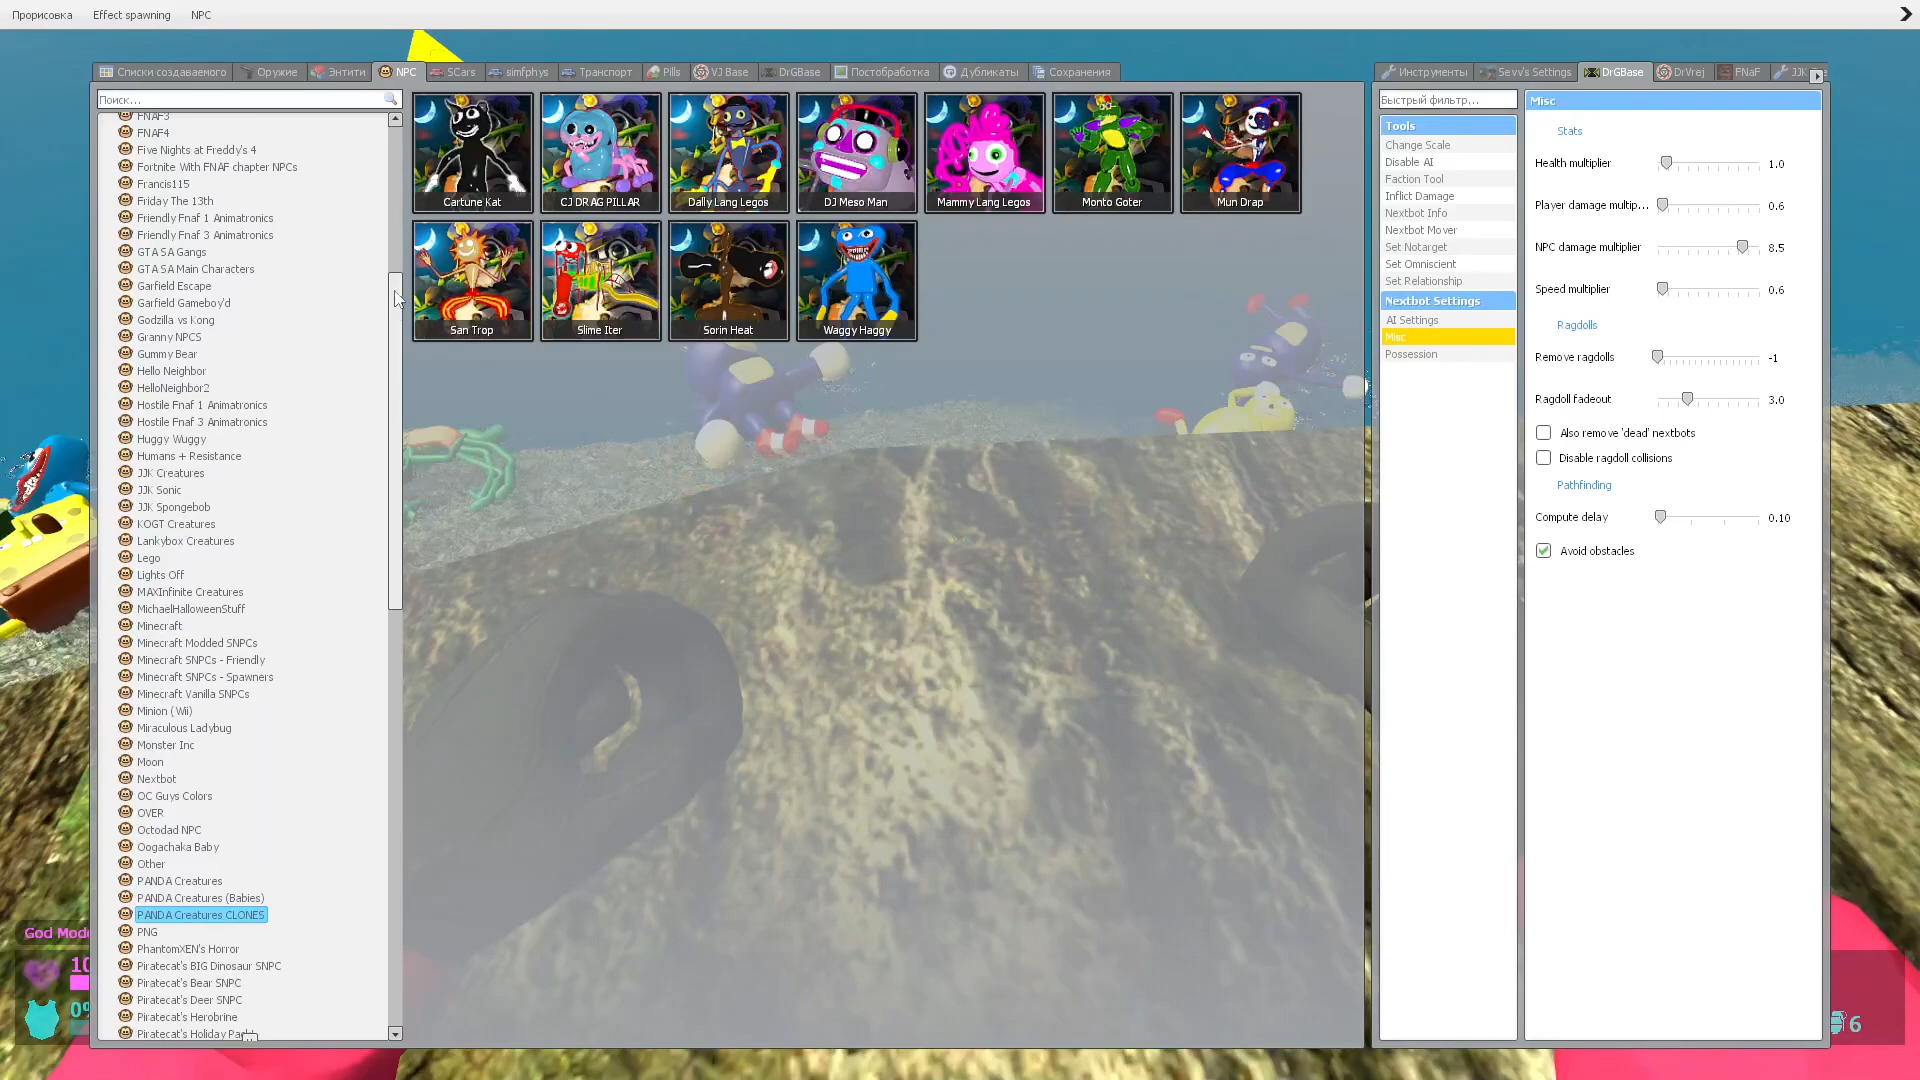 Прорисовка Effect spawning NPC
Списки создаваемого Оружие Энтити NPC SCars simfphys Транспорт Pills VJ Base DrGBase Постобработка Дубликаты Сохранения
Инструменты Sevv's Settings DrGBase DrVrej FNaF
Поиск...
FNAF3
FNAF4
Five Nights at Freddy's 4
Fortnite With FNAF chapter NPCs
Francis115
Friday The 13th
Friendly Fnaf 1 Animatronics
Friendly Fnaf 3 Animatronics
GTA SA Gangs
GTA SA Main Characters
Garfield Escape
Garfield Gameboy'd
Godzilla vs Kong
Granny NPCS
Gummy Bear
Hello Neighbor
HelloNeighbor2
Hostile Fnaf 1 Animatronics
Hostile Fnaf 3 Animatronics
Huggy Wuggy
Humans + Resistance
JJK Creatures
JJK Sonic
JJK Spongebob
KOGT Creatures
Lankybox Creatures
Lego
Lights Off
MAXInfinite Creatures
MichaelHalloweenStuff
Minecraft
Minecraft Modded SNPCs
Minecraft SNPCs - Friendly
Minecraft SNPCs - Spawners
Minecraft Vanilla SNPCs
Minion (Wii)
Miraculous Ladybug
Monster Inc
Moon
Nextbot
OC Guys Colors
OVER
Octodad NPC
Oogachaka Baby
Other
PANDA Creatures
PANDA Creatures (Babies)
PANDA Creatures CLONES
PNG
PhantomXEN's Horror
Piratecat's BIG Dinosaur SNPC
Piratecat's Bear SNPC
Piratecat's Deer SNPC
Piratecat's Herobrine
Piratecat's Holiday
Cartune Kat
CJ DRAG PILLAR
Dally Lang Legos
DJ Meso Man
Mammy Lang Legos
Monto Goter
Mun Drap
San Trop
Slime Iter
Sorin Heat
Waggy Haggy
Быстрый фильтр...
Tools
Change Scale
Disable AI
Faction Tool
Inflict Damage
Nextbot Info
Nextbot Mover
Set Notarget
Set Omniscient
Set Relationship
Nextbot Settings
AI Settings
Misc
Possession
Misc
Stats
Health multiplier 1.0
Player damage multip... 0.6
NPC damage multiplier 8.5
Speed multiplier 0.6
Ragdolls
Remove ragdolls -1
Ragdoll fadeout 3.0
Also remove 'dead' nextbots
Disable ragdoll collisions
Pathfinding
Compute delay 0.10
Avoid obstacles
God Mode
10
0%
6